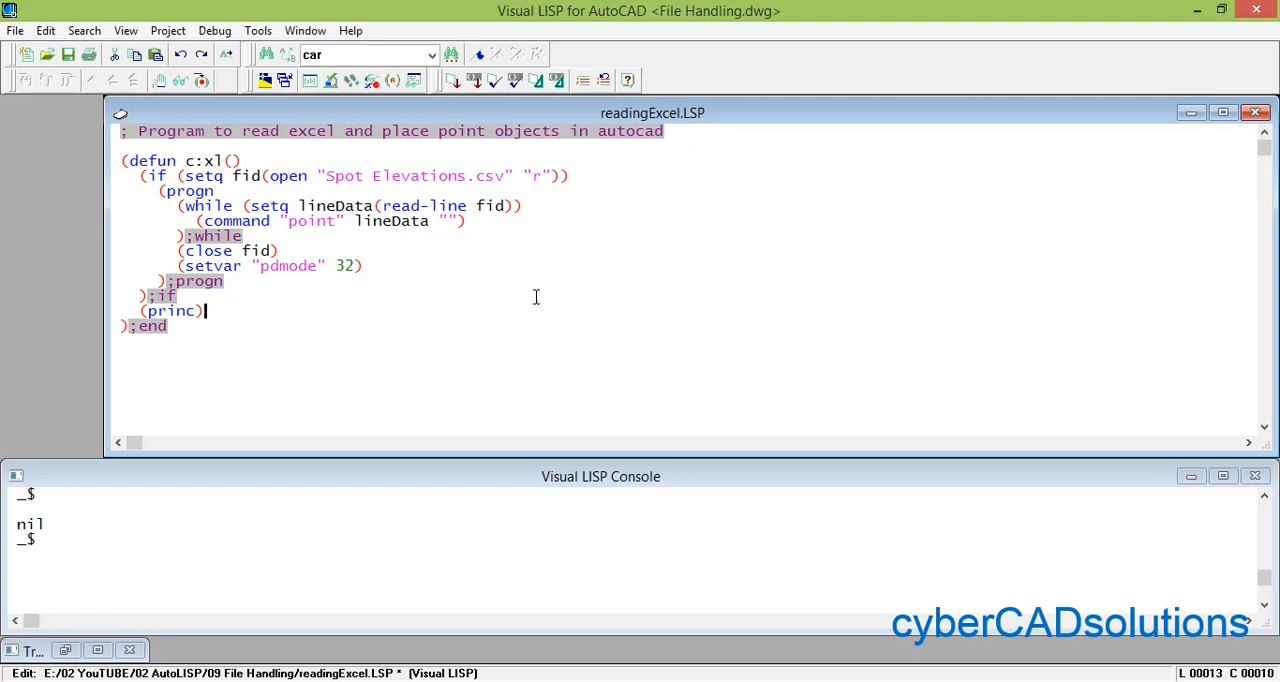 Visual LISP for AutoCAD <File Handling.dwg>
File Edit Search View Project Debug Tools Window Help
car
readingExcel.LSP
; Program to read excel and place point objects in autocad
(defun c:xl()
(if (setq fid(open "Spot Elevations.csv" "r"))
(progn
(while (setq lineData(read-line fid))
(command "point" lineData "")
);while
(close fid)
(setvar "pdmode" 32)
);progn
);if
(princ)
);end
Visual LISP Console
_$
nil
_$
cyberCADsolutions
Tr...
Edit: E:/02 YouTUBE/02 AutoLISP/09 File Handling/readingExcel.LSP * (Visual LISP)
L 00013 C 00010